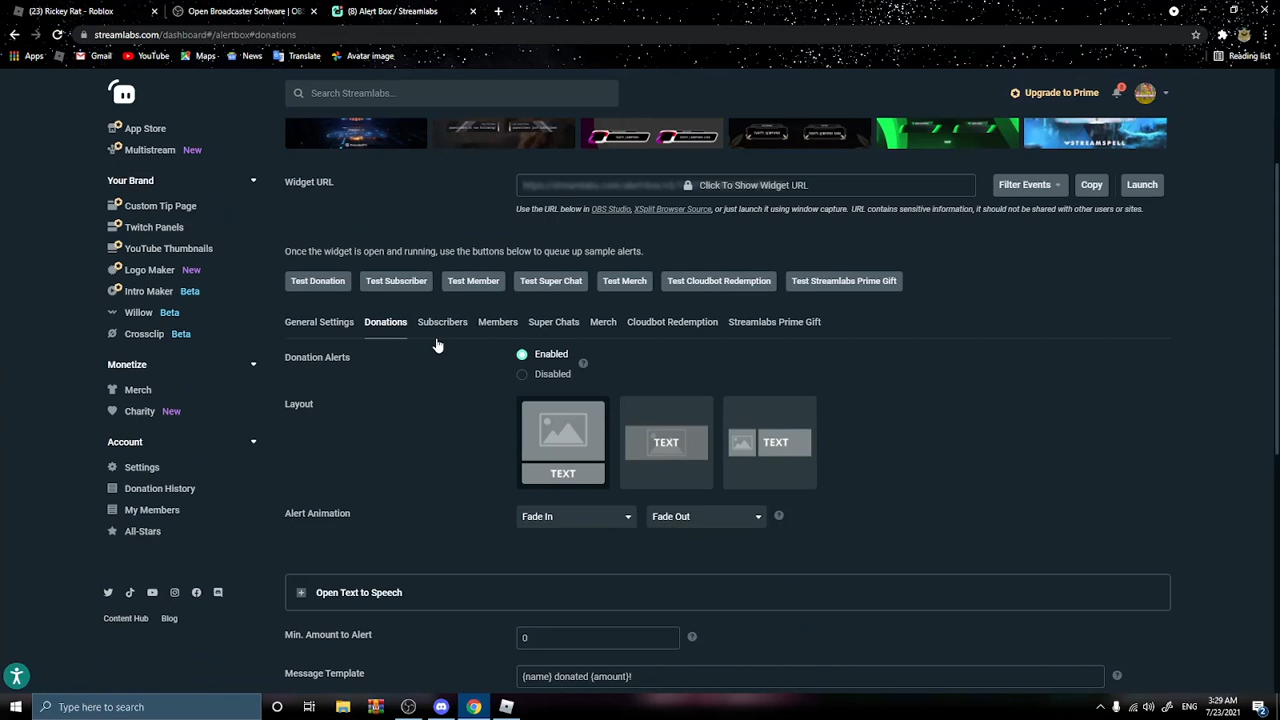 (23) Rickey Rat - Roblox
Open Broadcaster Software | OBS
(8) Alert Box / Streamlabs
streamlabs.com/dashboard#/alertbox#donations
Apps Gmail YouTube Maps News Translate Avatar image Reading list
Search Streamlabs...
Upgrade to Prime
App Store
Multistream New
Your Brand
Custom Tip Page
Twitch Panels
YouTube Thumbnails
Logo Maker New
Intro Maker Beta
Willow Beta
Crossclip Beta
Monetize
Merch
Charity New
Account
Settings
Donation History
My Members
All-Stars
Content Hub Blog
WSTREAMSPELL
Widget URL
Click To Show Widget URL
Filter Events Copy Launch
Use the URL below in OBS Studio, XSplit Browser Source, or just launch it using window capture. URL contains sensitive information, it should not be shared with other users or sites.
Once the widget is open and running, use the buttons below to queue up sample alerts.
Test Donation Test Subscriber Test Member Test Super Chat Test Merch Test Cloudbot Redemption Test Streamlabs Prime Gift
General Settings Donations Subscribers Members Super Chats Merch Cloudbot Redemption Streamlabs Prime Gift
Donation Alerts
Enabled
Disabled
Layout
TEXT
TEXT
TEXT
Alert Animation
Fade In Fade Out
Open Text to Speech
Min. Amount to Alert
0
Message Template
{name} donated {amount}!
Type here to search
ENG
3:29 AM
7/23/2021
2